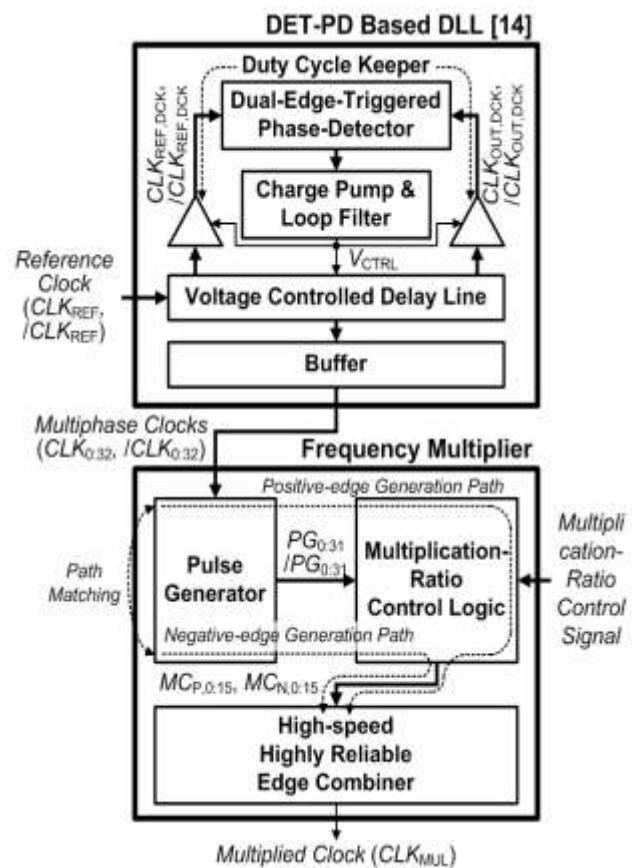 DET-PD Based DLL [14]
Duty Cycle Keeper
Dual-Edge-Triggered
Phase-Detector
CLKREF,DCK,
/CLKREF,DCK
CLKOUT,DCK,
/CLKOUT,DCK
Charge Pump &
Loop Filter
VCTRL
Reference
Clock
(CLKREF,
/CLKREF)
Voltage Controlled Delay Line
Buffer
Multiphase Clocks
(CLK0:32, /CLK0:32)
Frequency Multiplier
Positive-edge Generation Path
Path
Matching
Pulse
Generator
PG0:31
/PG0:31
Multiplication-
Ratio
Control Logic
Multipli
cation-
Ratio
Control
Signal
Negative-edge Generation Path
MCP,0:15, MCN,0:15
High-speed
Highly Reliable
Edge Combiner
Multiplied Clock (CLKMUL)